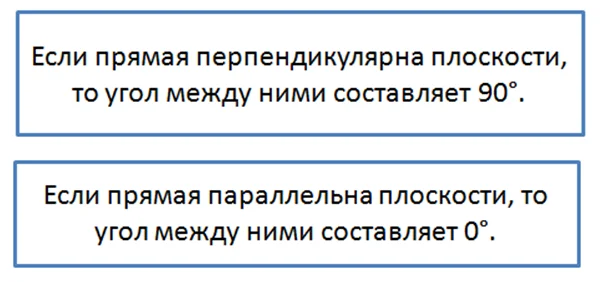 Если прямая перпендикулярна плоскости,
то угол между ними составляет 90°.
Если прямая параллельна плоскости, то
угол между ними составляет 0°.